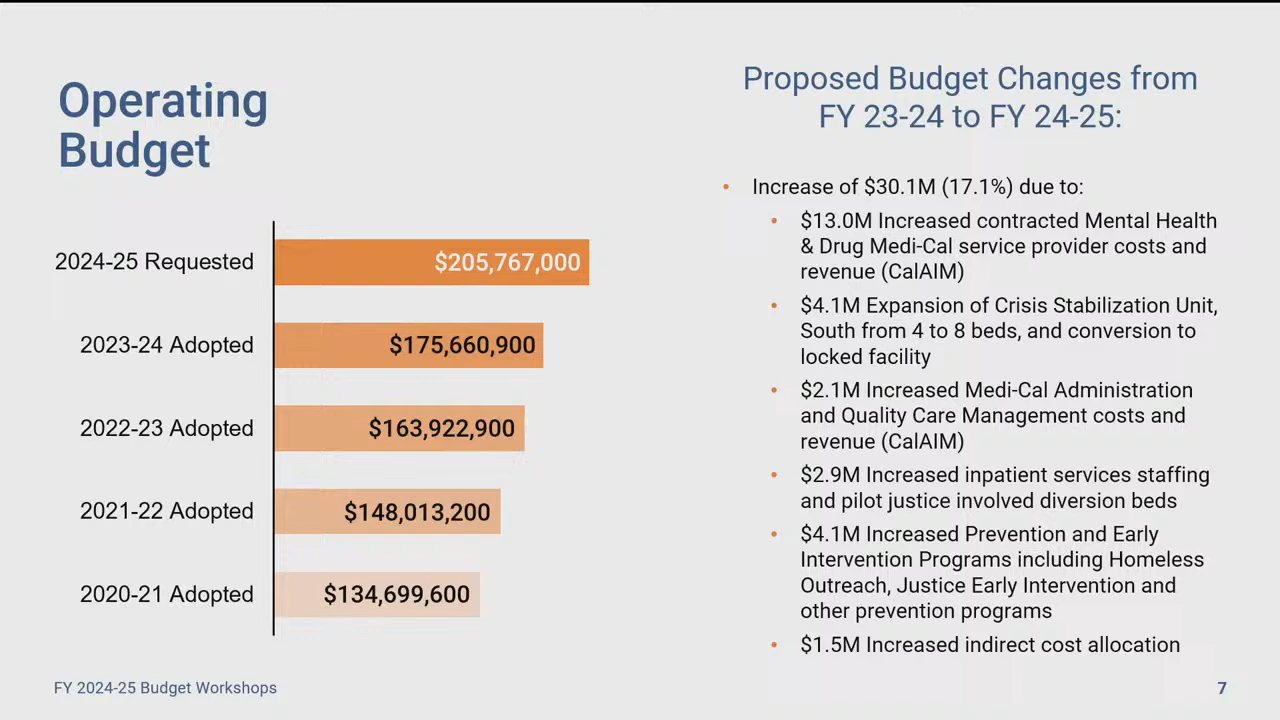 Operating
Budget
2024-25 Requested
$205,767,000
2023-24 Adopted
$175,660,900
2022-23 Adopted
$163,922,900
2021-22 Adopted
$148,013,200
2020-21 Adopted
$134,699,600
Proposed Budget Changes from
FY 23-24 to FY 24-25:
• Increase of $30.1M (17.1%) due to:
• $13.0M Increased contracted Mental Health
& Drug Medi-Cal service provider costs and
revenue (CalAIM)
• $4.1M Expansion of Crisis Stabilization Unit,
South from 4 to 8 beds, and conversion to
locked facility
• $2.1M Increased Medi-Cal Administration
and Quality Care Management costs and
revenue (CalAIM)
• $2.9M Increased inpatient services staffing
and pilot justice involved diversion beds
• $4.1M Increased Prevention and Early
Intervention Programs including Homeless
Outreach, Justice Early Intervention and
other prevention programs
• $1.5M Increased indirect cost allocation
FY 2024-25 Budget Workshops
7